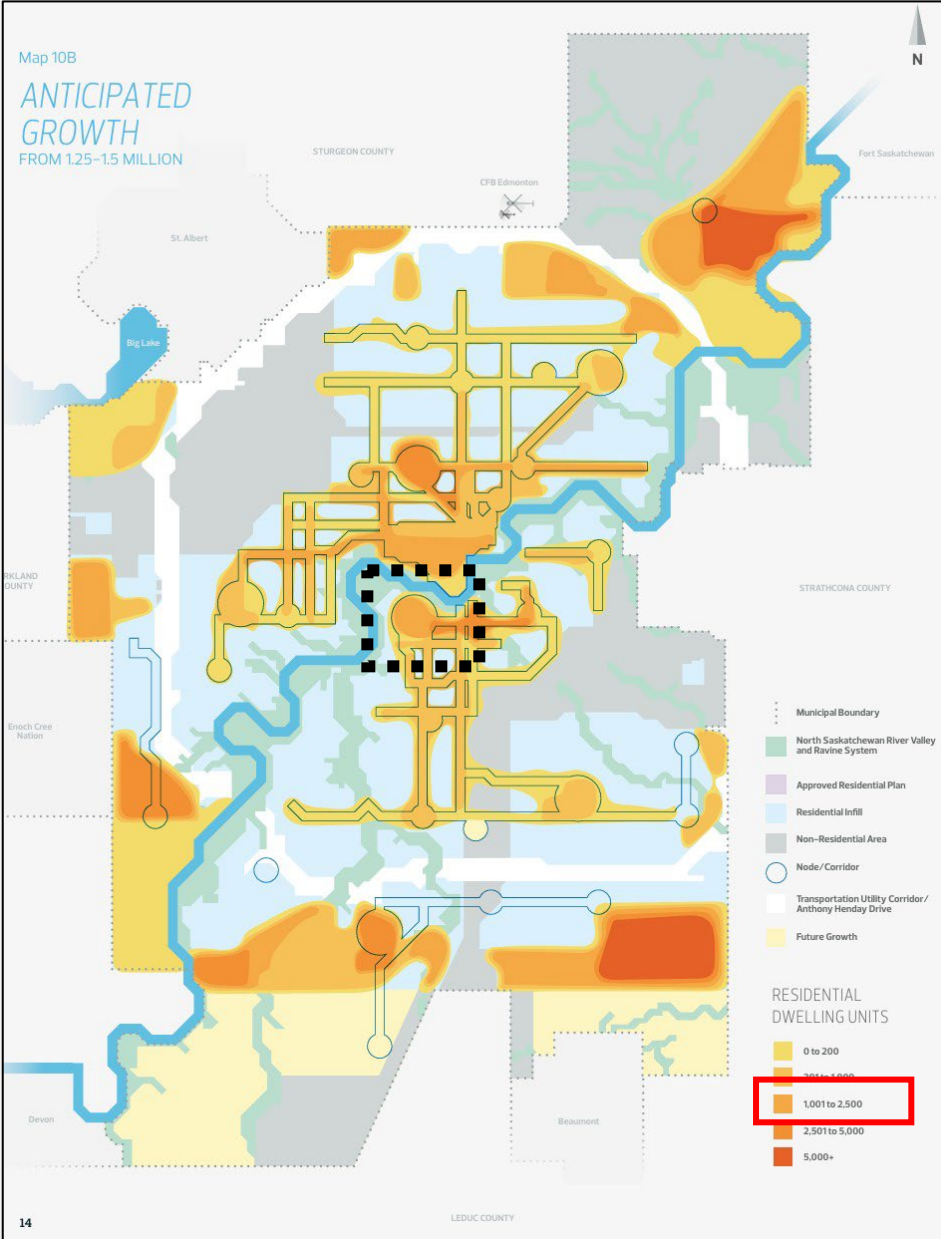 Map 10B
ANTICIPATED
GROWTH
FROM 1.25–1.5 MILLION
N
STURGEON COUNTY
Fort Saskatchewan
CFB Edmonton
St. Albert
Big Lake
RKLAND
OUNTY
STRATHCONA COUNTY
Enoch Cree
Nation
Municipal Boundary
North Saskatchewan River Valley
and Ravine System
Approved Residential Plan
Residential Infill
Non-Residential Area
Node/Corridor
Transportation Utility Corridor/
Anthony Henday Drive
Future Growth
RESIDENTIAL
DWELLING UNITS
0 to 200
1,001 to 2,500
2,501 to 5,000
5,000+
Devon
Beaumont
14
LEDUC COUNTY